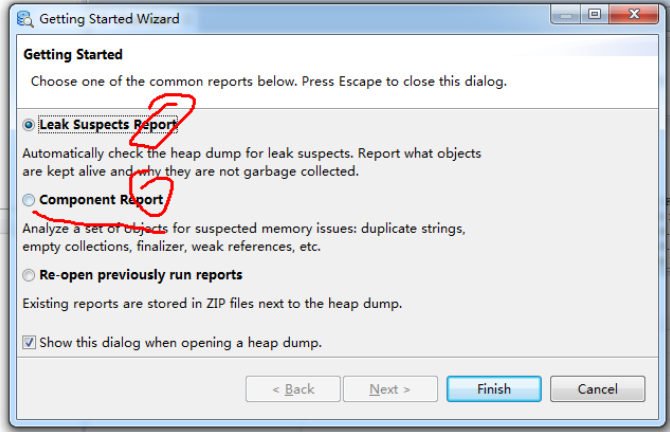 Getting Started Wizard
Getting Started
Choose one of the common reports below. Press Escape to close this dialog.
Leak Suspects Report
Automatically check the heap dump for leak suspects. Report what objects
are kept alive and why they are not garbage collected.
Component Report
Analyze a set of objects for suspected memory issues: duplicate strings,
empty collections, finalizer, weak references, etc.
Re-open previously run reports
Existing reports are stored in ZIP files next to the heap dump.
Show this dialog when opening a heap dump.
< Back Next > Finish Cancel